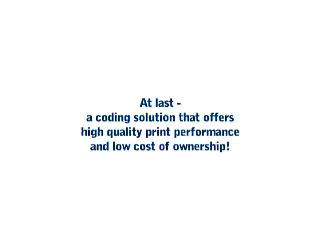 At last -
a coding solution that offers
high quality print performance
and low cost of ownership!